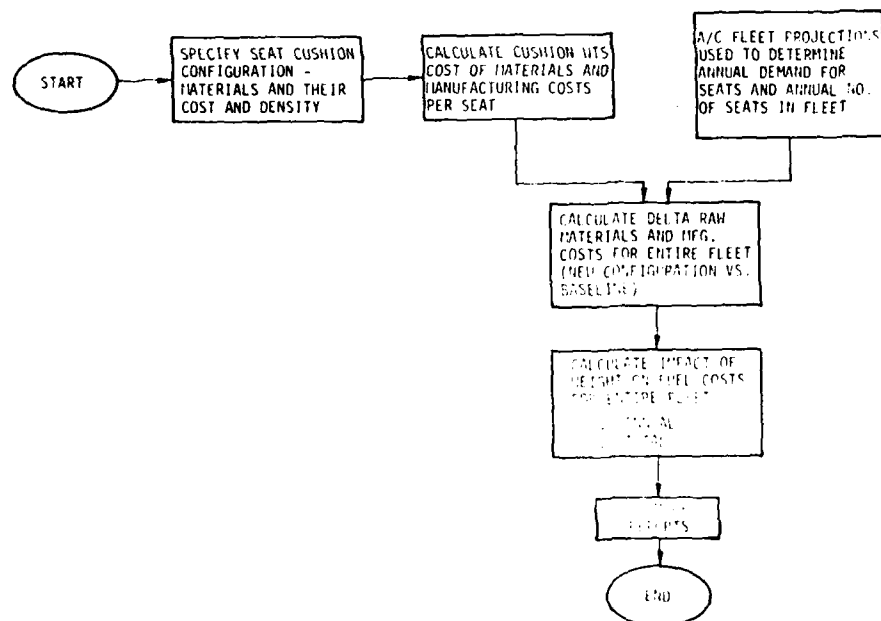 START
SPECIFY SEAT CUSHION
CONFIGURATION -
MATERIALS AND THEIR
COST AND DENSITY
CALCULATE CUSHION WTS
COST OF MATERIALS AND
MANUFACTURING COSTS
PER SEAT
A/C FLEET PROJECTIONS
USED TO DETERMINE
ANNUAL DEMAND FOR
SEATS AND ANNUAL NO.
OF SEATS IN FLEET
CALCULATE DELTA RAW
MATERIALS AND MFG.
COSTS FOR ENTIRE FLEET
(NEW CONFIGURATION VS.
BASELINE)
CALCULATE IMPACT OF
WEIGHT ON FUEL COSTS
FOR ENTIRE FLEET
ANNUAL
REPORTS
END